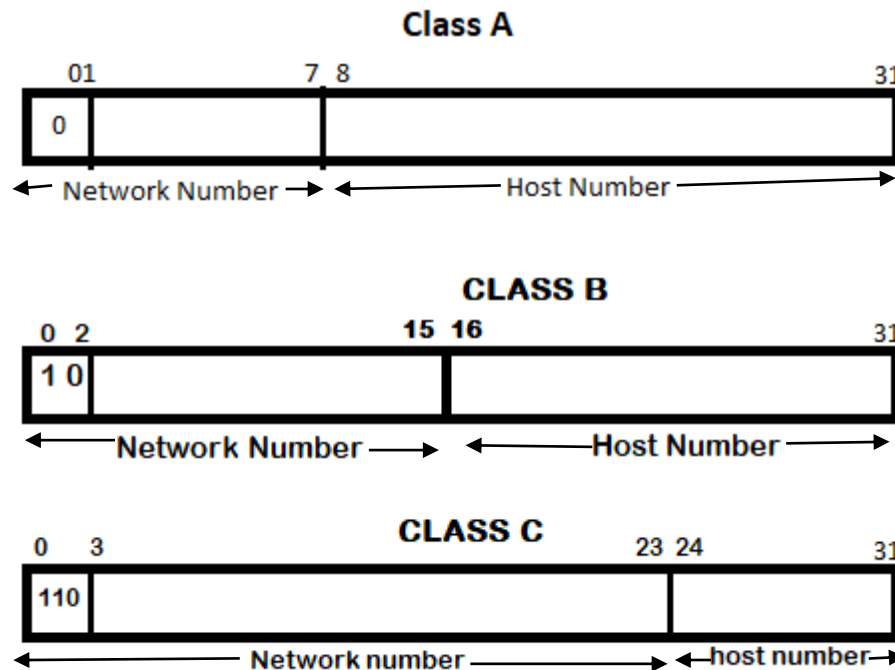 Class A
01 7 8 31
0
Network Number Host Number
CLASS B
0 2 15 16 31
1 0
Network Number Host Number
CLASS C
0 3 23 24 31
110
Network number host number